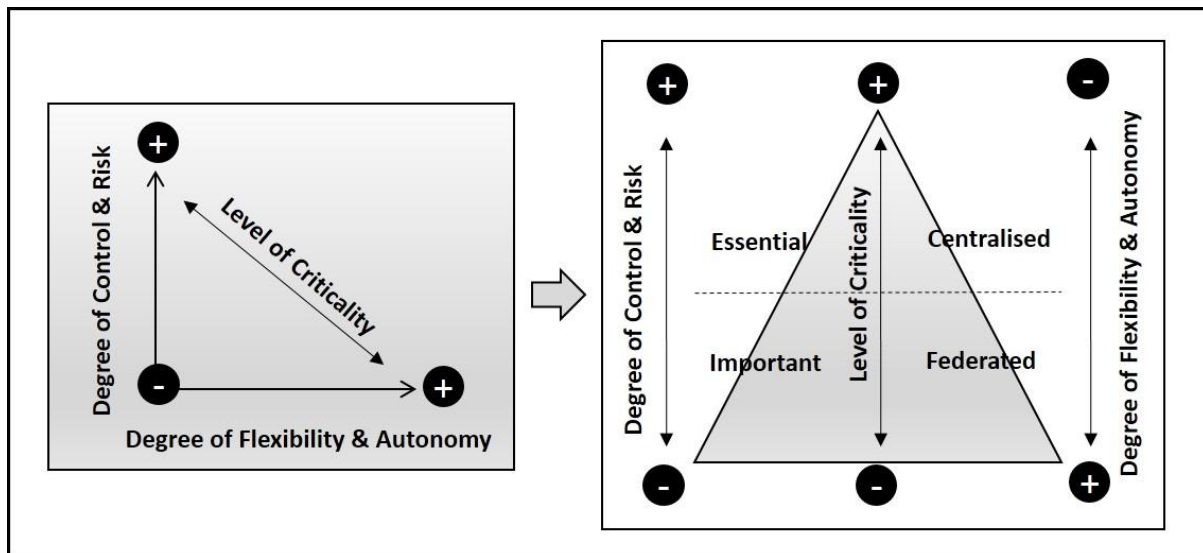 +
Degree of Control & Risk
Level of Criticality
-
+
Degree of Flexibility & Autonomy
+
+
-
Degree of Control & Risk
Essential
Level of Criticality
Centralised
Degree of Flexibility & Autonomy
Important
Federated
-
-
+